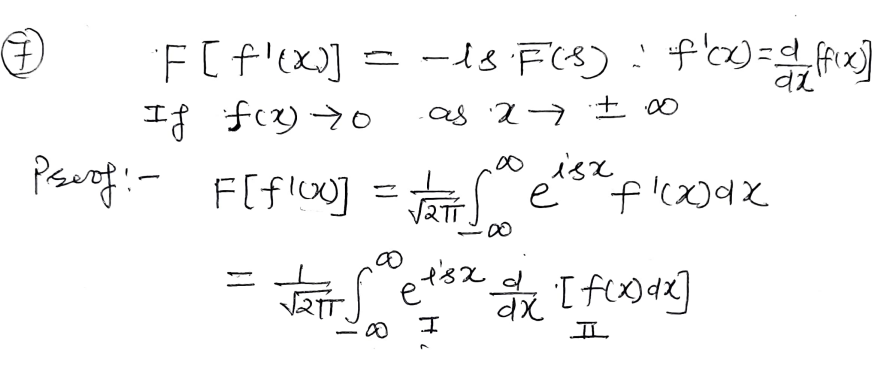 ⑦ F[f'(x)] = -is F(s) ; f'(x) = d/dx [f(x)]
If f(x) → 0 as x → ± ∞
Proof:- F[f'(x)] = 1/√2π ∫_{-∞}^{∞} e^{isx} f'(x)dx
= 1/√2π ∫_{-∞}^{∞} e^{isx} d/dx [f(x)dx]
I II